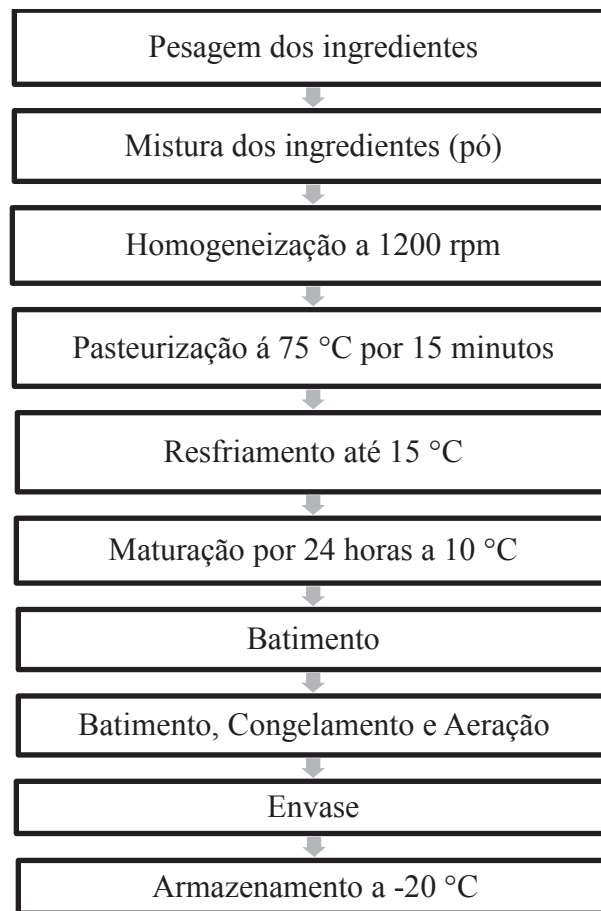 Pesagem dos ingredientes
Mistura dos ingredientes (pó)
Homogeneização a 1200 rpm
Pasteurização á 75 °C por 15 minutos
Resfriamento até 15 °C
Maturação por 24 horas a 10 °C
Batimento
Batimento, Congelamento e Aeração
Envase
Armazenamento a -20 °C